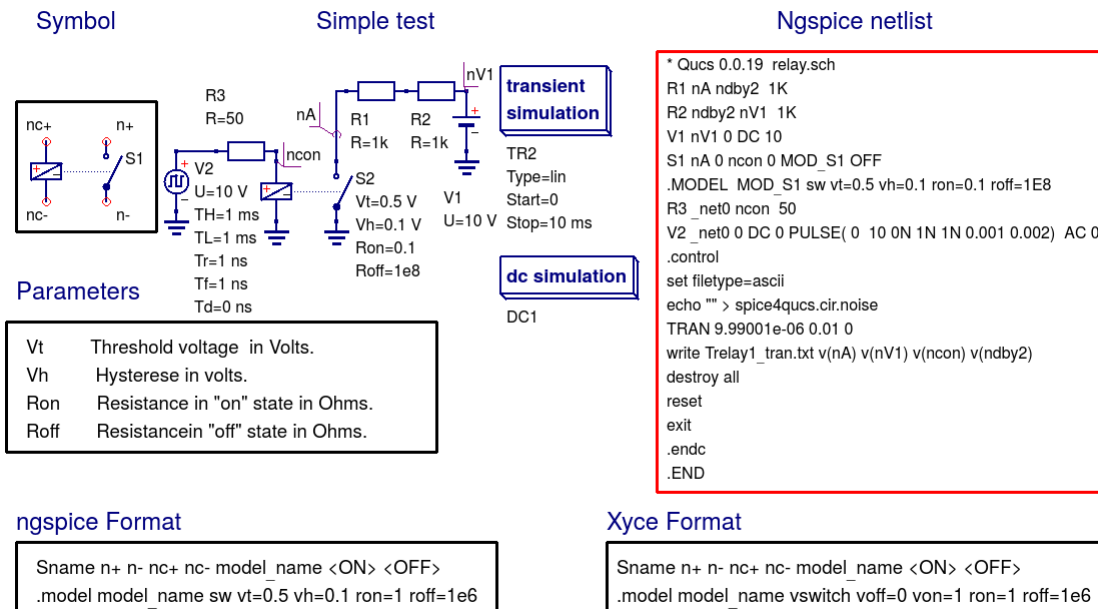 Symbol
Simple test
Ngspice netlist
nc+
n+
S1
nc-
n-
R3
R=50
V2
U=10 V
TH=1 ms
TL=1 ms
Tr=1 ns
Tf=1 ns
Td=0 ns
ncon
nA
R1
R=1k
R2
R=1k
nV1
S2
Vt=0.5 V
Vh=0.1 V
Ron=0.1
Roff=1e8
V1
U=10 V
transient
simulation
TR2
Type=lin
Start=0
Stop=10 ms
dc simulation
DC1
* Qucs 0.0.19 relay.sch
R1 nA ndby2 1K
R2 ndby2 nV1 1K
V1 nV1 0 DC 10
S1 nA 0 ncon 0 MOD_S1 OFF
.MODEL MOD_S1 sw vt=0.5 vh=0.1 ron=0.1 roff=1E8
R3 _net0 ncon 50
V2 _net0 0 DC 0 PULSE( 0 10 0N 1N 1N 0.001 0.002) AC 0
.control
set filetype=ascii
echo "" > spice4qucs.cir.noise
TRAN 9.99001e-06 0.01 0
write Trelay1_tran.txt v(nA) v(nV1) v(ncon) v(ndby2)
destroy all
reset
exit
.endc
.END
Parameters
Vt Threshold voltage in Volts.
Vh Hysterese in volts.
Ron Resistance in "on" state in Ohms.
Roff Resistancein "off" state in Ohms.
ngspice Format
Sname n+ n- nc+ nc- model_name <ON> <OFF>
.model model_name sw vt=0.5 vh=0.1 ron=1 roff=1e6
Xyce Format
Sname n+ n- nc+ nc- model_name <ON> <OFF>
.model model_name vswitch voff=0 von=1 ron=1 roff=1e6